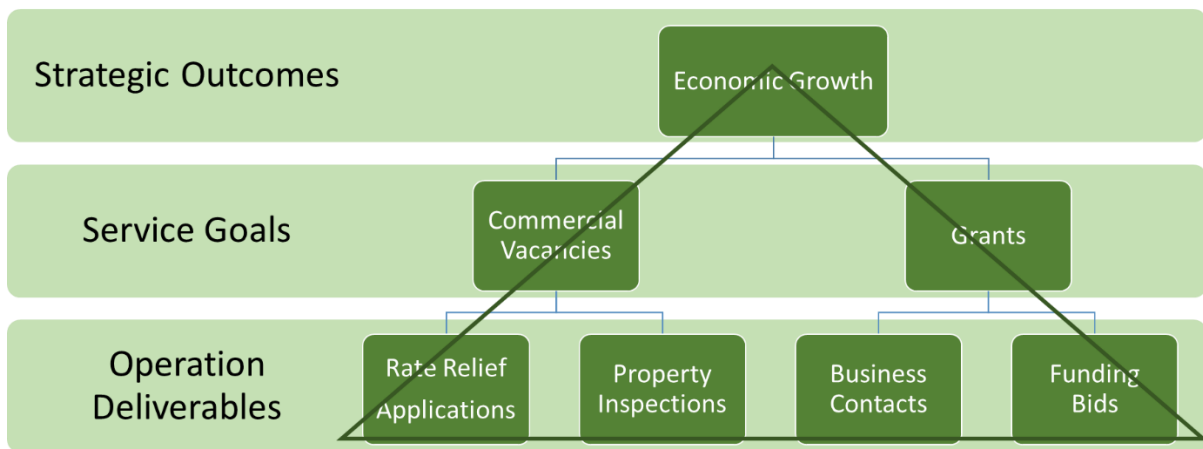 Strategic Outcomes
Economic Growth
Service Goals
Commercial
Vacancies
Grants
Operation
Deliverables
Rate Relief
Applications
Property
Inspections
Business
Contacts
Funding
Bids